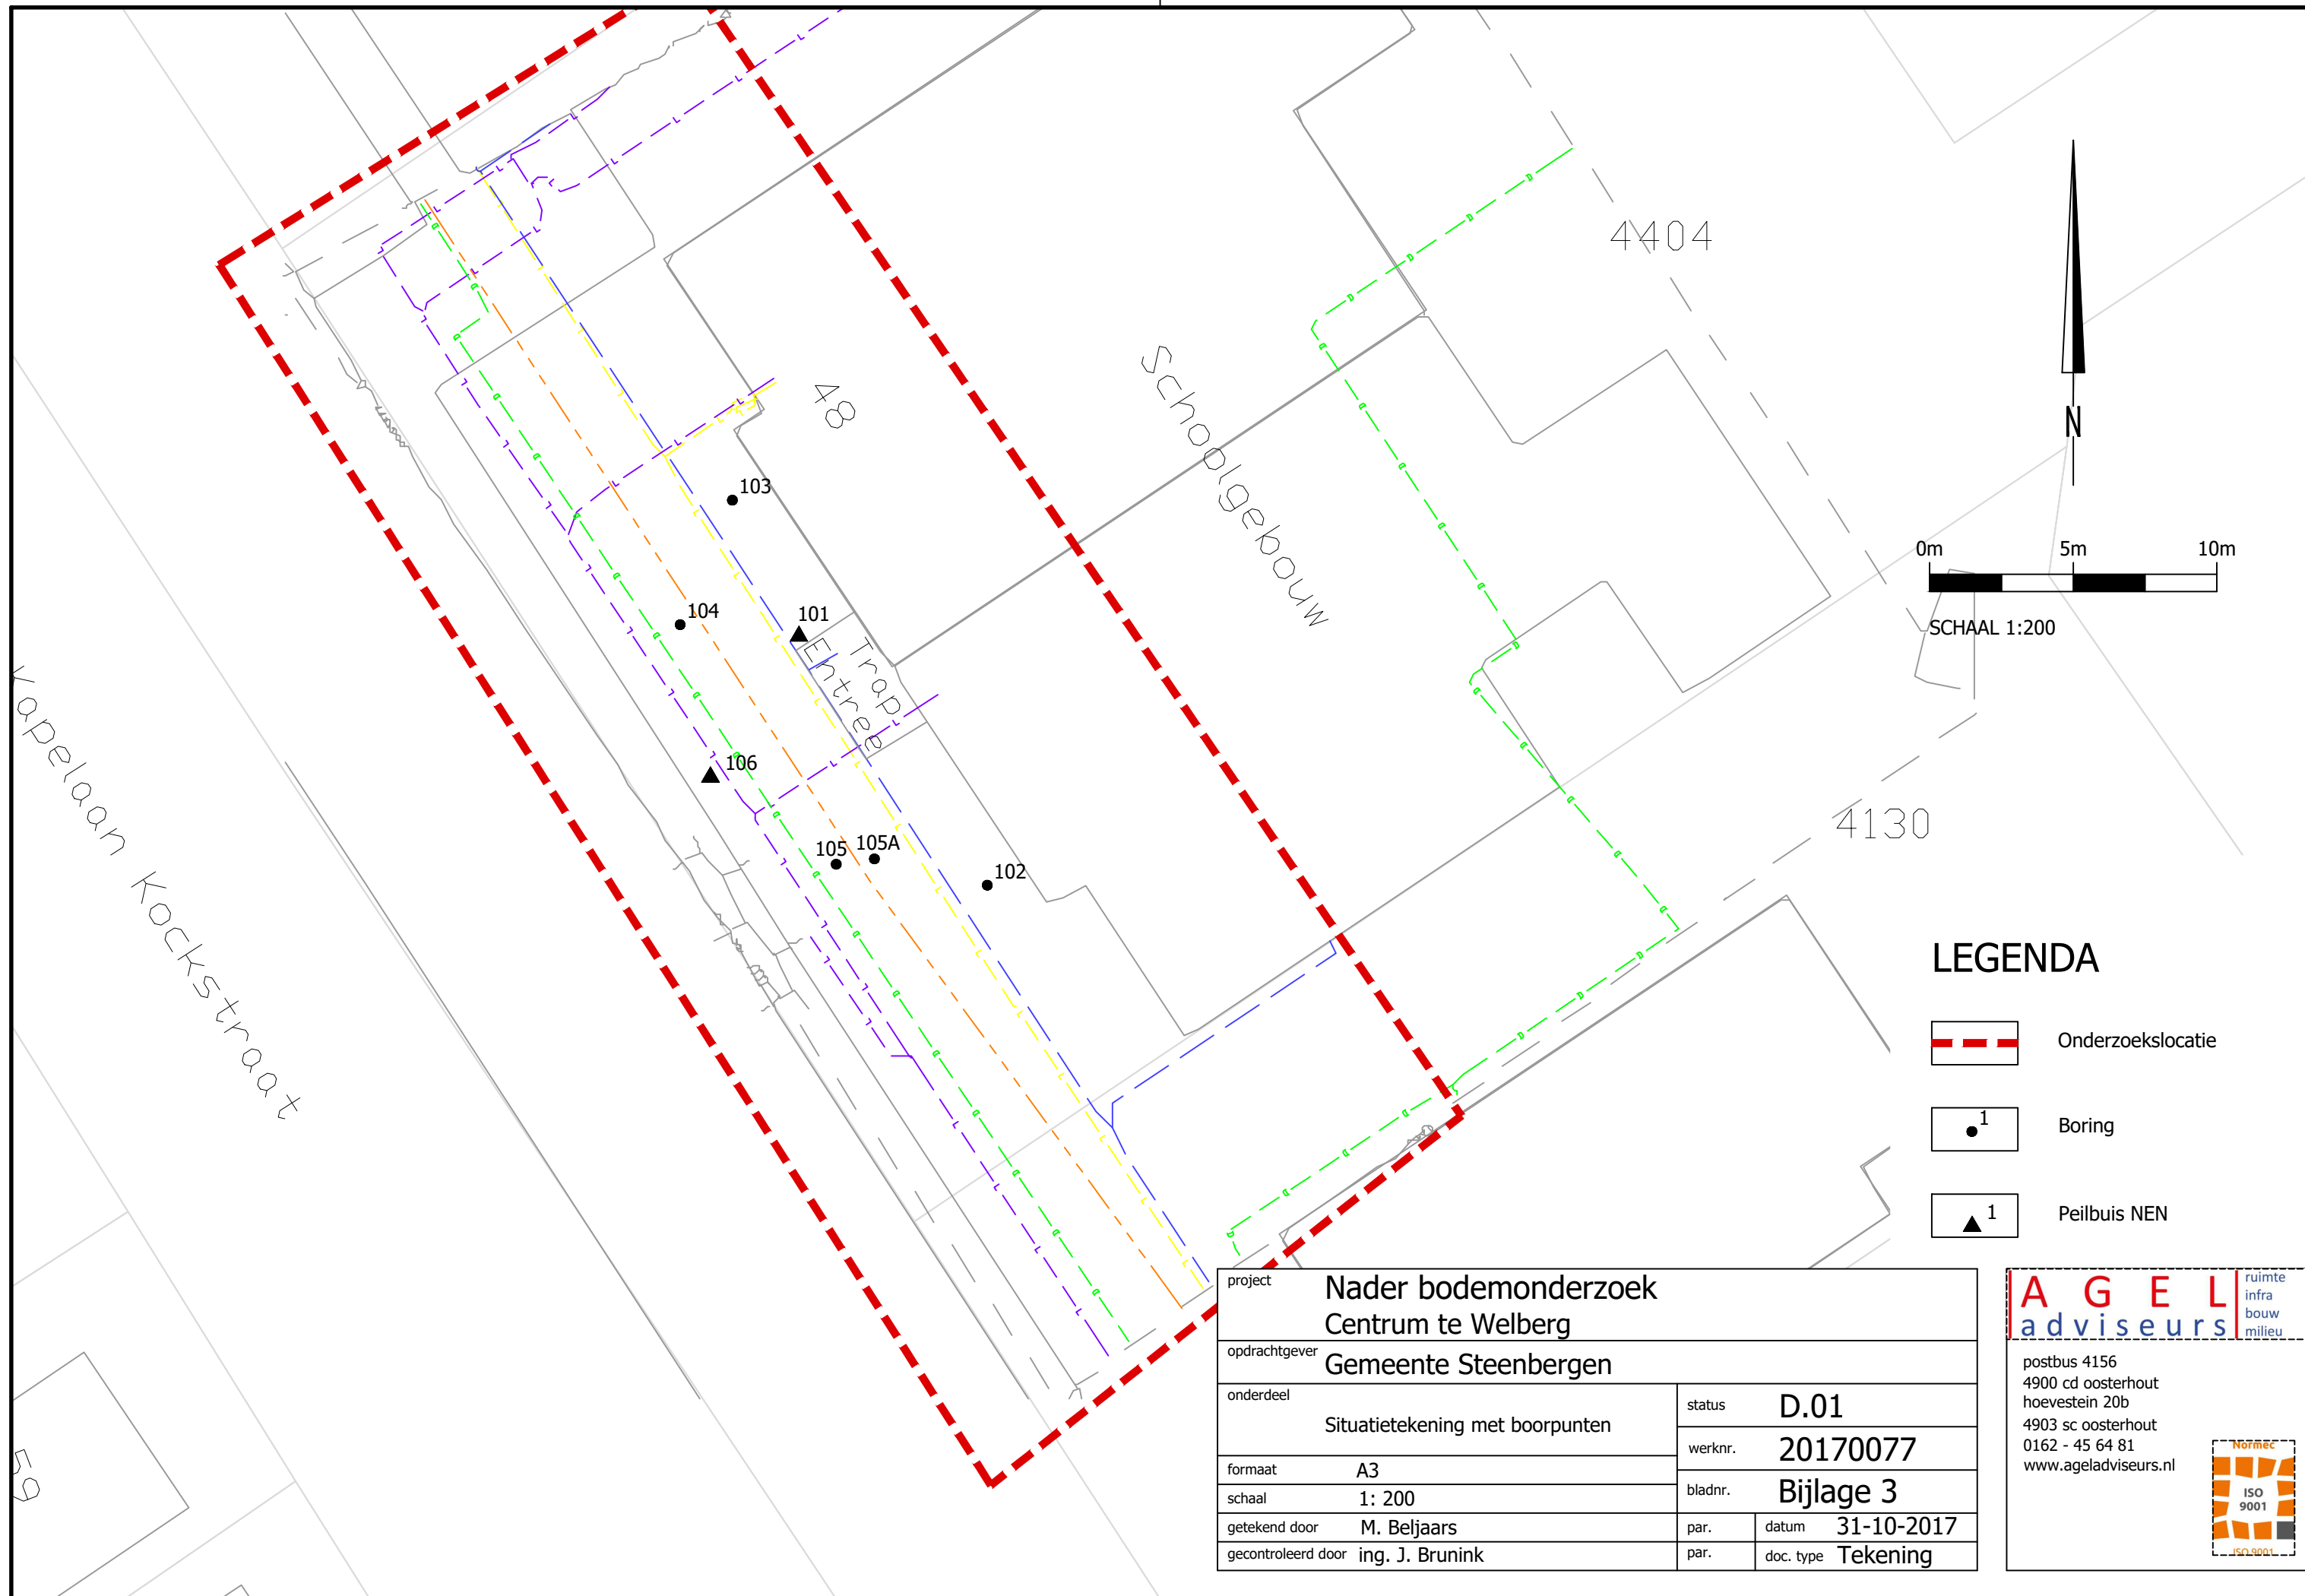 4404
48
Schoolgebouw
N
0m 5m 10m
SCHAAL 1:200
103
104
101
Trap
Entree
106
105
105A
102
4130
Kapelaan Kockstraat
59
LEGENDA
Onderzoekslocatie
1
Boring
1
Peilbuis NEN
project Nader bodemonderzoek
Centrum te Welberg
opdrachtgever Gemeente Steenbergen
onderdeel
Situatietekening met boorpunten
status D.01
werknr. 20170077
formaat A3
bladnr. Bijlage 3
schaal 1: 200
getekend door M. Beljaars
par.
datum 31-10-2017
gecontroleerd door ing. J. Brunink
par.
doc. type Tekening
AGEL
adviseurs
ruimte
infra
bouw
milieu
postbus 4156
4900 cd oosterhout
hoevestein 20b
4903 sc oosterhout
0162 - 45 64 81
www.ageladviseurs.nl
Normec
ISO
9001
ISO 9001